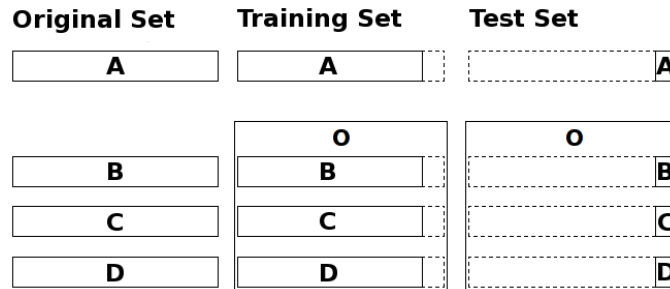 Original Set Training Set Test Set
A A A
O O
B B B
C C C
D D D